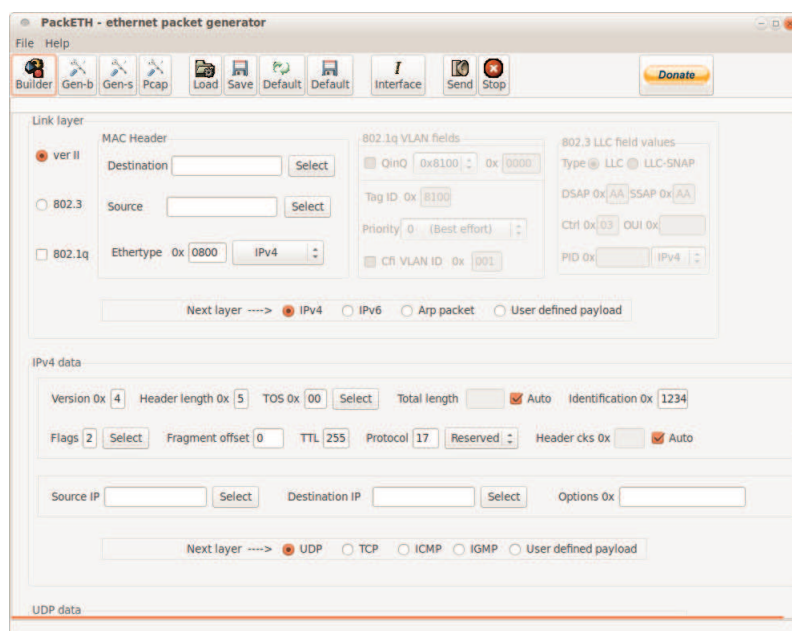 PackETH - ethernet packet generator
File Help
Builder Gen-b Gen-s Pcap Load Save Default Default Interface Send Stop Donate
Link layer
MAC Header 802.1q VLAN fields 802.3 LLC field values
ver II Destination Select QinQ 0x8100 0x 0000 Type LLC LLC-SNAP
802.3 Source Select Tag ID 0x 8100 DSAP 0x AA SSAP 0x AA
Priority 0 (Best effort) Ctrl 0x 03 OUI 0x
802.1q Ethertype 0x 0800 IPv4 Cfi VLAN ID 0x 001 PID 0x IPv4
Next layer ----> IPv4 IPv6 Arp packet User defined payload
IPv4 data
Version 0x 4 Header length 0x 5 TOS 0x 00 Select Total length Auto Identification 0x 1234
Flags 2 Select Fragment offset 0 TTL 255 Protocol 17 Reserved Header cks 0x Auto
Source IP Select Destination IP Select Options 0x
Next layer ----> UDP TCP ICMP IGMP User defined payload
UDP data